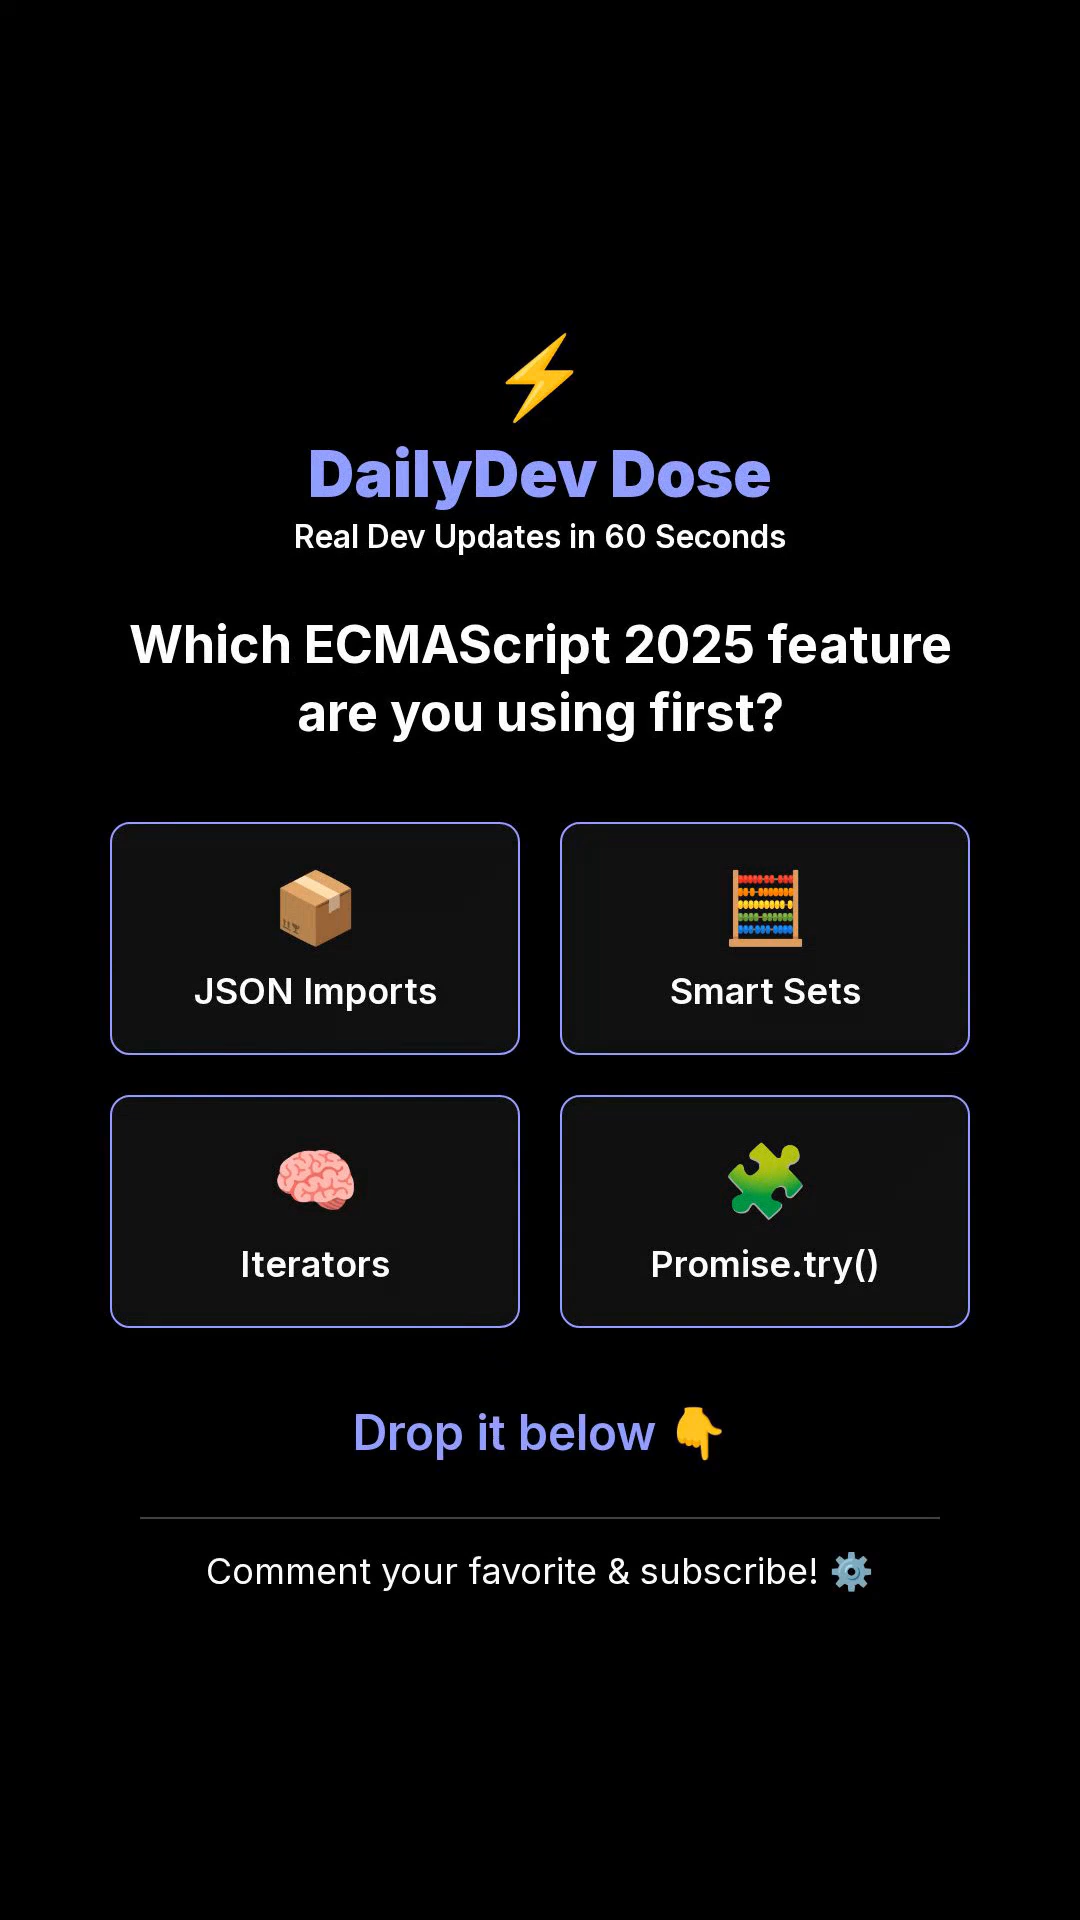 DailyDev Dose
Real Dev Updates in 60 Seconds
Which ECMAScript 2025 feature
are you using first?
JSON Imports
Smart Sets
Iterators
Promise.try()
Drop it below 👇
Comment your favorite & subscribe! ⚙️